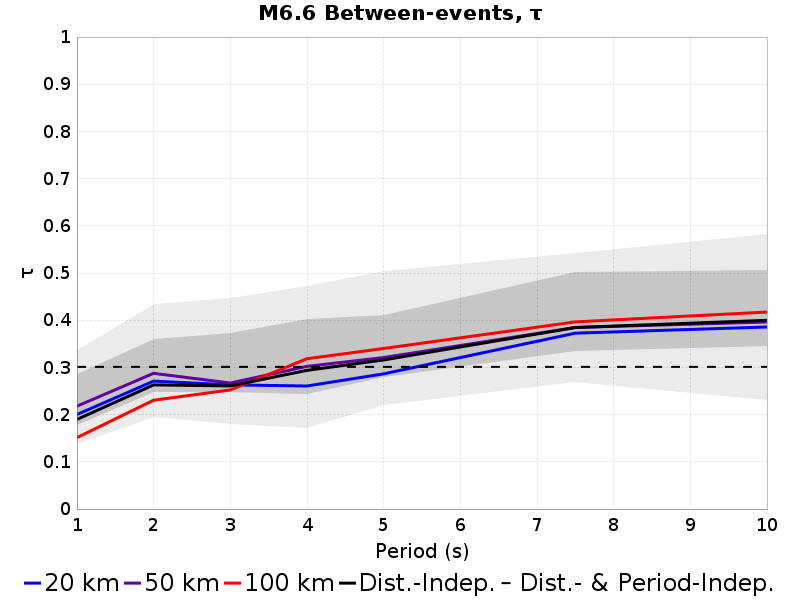 M6.6 Between-events, τ
1
0.9
0.8
0.7
0.6
0.5
0.4
0.3
0.2
0.1
0
τ
1 2 3 4 5 6 7 8 9 10
Period (s)
20 km 50 km 100 km Dist.-Indep. Dist.- & Period-Indep.